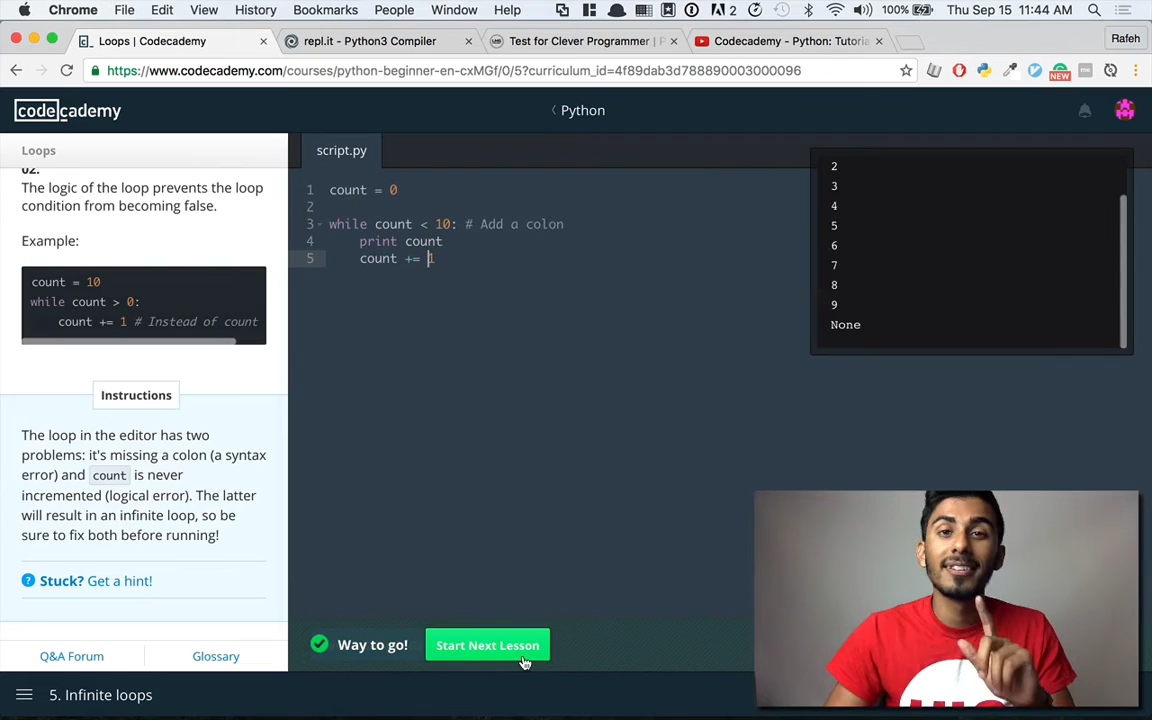 Chrome File Edit View History Bookmarks People Window Help 2 100% Thu Sep 15 11:44 AM
Loops | Codecademy
repl.it - Python3 Compiler
Test for Clever Programmer | P
Codecademy - Python: Tutoria
Rafeh
https://www.codecademy.com/courses/python-beginner-en-cxMGf/0/5?curriculum_id=4f89dab3d788890003000096
NEW
me
codecademy
Python
Loops
script.py
02.
The logic of the loop prevents the loop
condition from becoming false.
Example:
count = 10
while count > 0:
count += 1 # Instead of count
Instructions
The loop in the editor has two
problems: it's missing a colon (a syntax
error) and count is never
incremented (logical error). The latter
will result in an infinite loop, so be
sure to fix both before running!
? Stuck? Get a hint!
Q&A Forum
Glossary
1 count = 0
2
3 while count < 10: # Add a colon
4 print count
5 count += 1
2
3
4
5
6
7
8
9
None
Way to go!
Start Next Lesson
5. Infinite loops